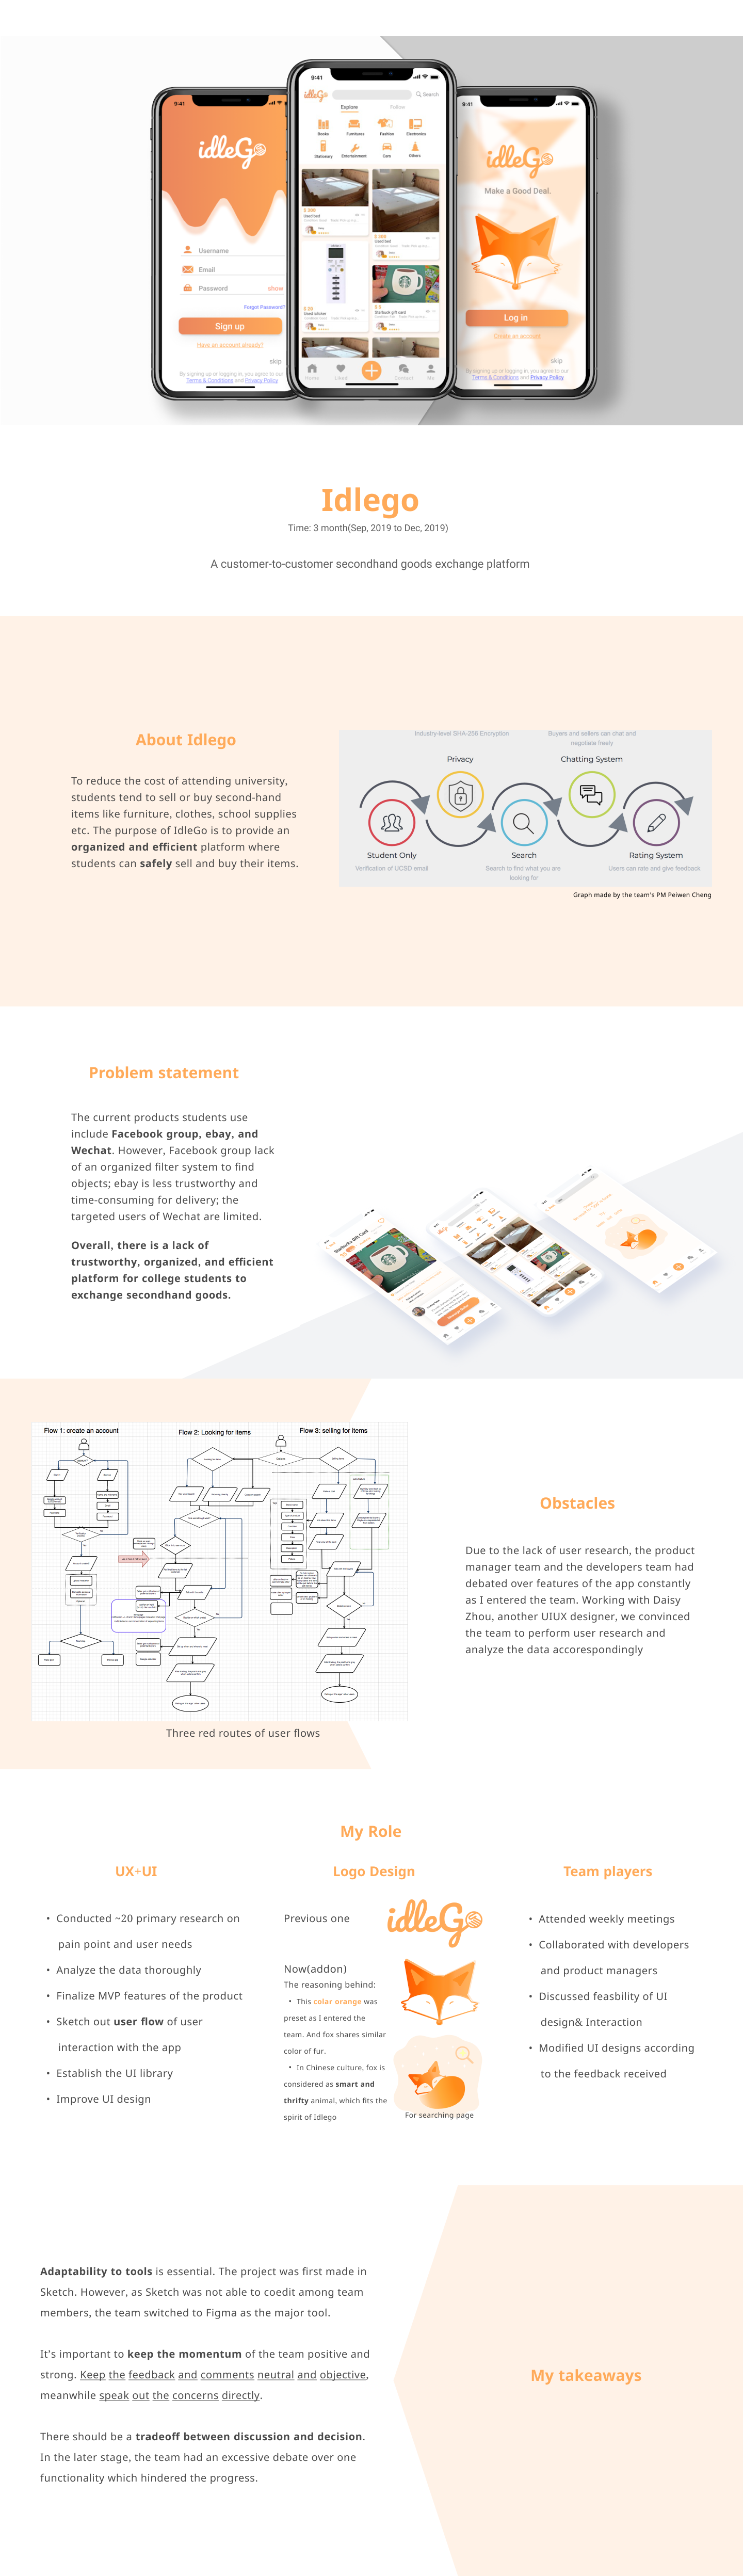 9:41
idleGo
Username
Email
Password
show
Forgot Password?
Sign up
Have an account already?
skip
By signing up or logging in, you agree to our
Terms & Conditions and Privacy Policy
9:41
idleGo
Search
Explore
Follow
Books
Furnitures
Fashion
Electronics
Stationary
Entertainment
Cars
Others
Used bed
Used bed
Starbuck gift card
Home
Liked
Contact
Me
9:41
idleGo
Make a Good Deal.
Log in
Create an account
skip
By signing up or logging in, you agree to our
Terms & Conditions and Privacy Policy
Idlego
Time: 3 month(Sep, 2019 to Dec, 2019)
A customer-to-customer secondhand goods exchange platform
About Idlego
To reduce the cost of attending university,
students tend to sell or buy second-hand
items like furniture, clothes, school supplies
etc. The purpose of IdleGo is to provide an
organized and efficient platform where
students can safely sell and buy their items.
Industry-level SHA-256 Encryption
Buyers and sellers can chat and
negotiate freely
Privacy
Chatting System
Student Only
Search
Rating System
Verification of UCSD email
Search to find what you are
looking for
Users can rate and give feedback
Graph made by the team's PM Peiwen Cheng
Problem statement
The current products students use
include Facebook group, ebay, and
Wechat. However, Facebook group lack
of an organized filter system to find
objects; ebay is less trustworthy and
time-consuming for delivery; the
targeted users of Wechat are limited.
Overall, there is a lack of
trustworthy, organized, and efficient
platform for college students to
exchange secondhand goods.
Starbucks Gift Card
Flow 1: create an account
Flow 2: Looking for items
Flow 3: selling for items
Three red routes of user flows
Obstacles
Due to the lack of user research, the product
manager team and the developers team had
debated over features of the app constantly
as I entered the team. Working with Daisy
Zhou, another UIUX designer, we convinced
the team to perform user research and
analyze the data accorespondingly
My Role
UX+UI
• Conducted ~20 primary research on
pain point and user needs
• Analyze the data thoroughly
• Finalize MVP features of the product
• Sketch out user flow of user
interaction with the app
• Establish the UI library
• Improve UI design
Logo Design
Previous one
idleGo
Now(addon)
The reasoning behind:
• This color orange was
preset as I entered the
team. And fox shares similar
color of fur.
• In Chinese culture, fox is
considered as smart and
thrifty animal, which fits the
spirit of Idlego
For searching page
Team players
• Attended weekly meetings
• Collaborated with developers
and product managers
• Discussed feasbility of UI
design& Interaction
• Modified UI designs according
to the feedback received
Adaptability to tools is essential. The project was first made in
Sketch. However, as Sketch was not able to coedit among team
members, the team switched to Figma as the major tool.
It's important to keep the momentum of the team positive and
strong. Keep the feedback and comments neutral and objective,
meanwhile speak out the concerns directly.
There should be a tradeoff between discussion and decision.
In the later stage, the team had an excessive debate over one
functionality which hindered the progress.
My takeaways